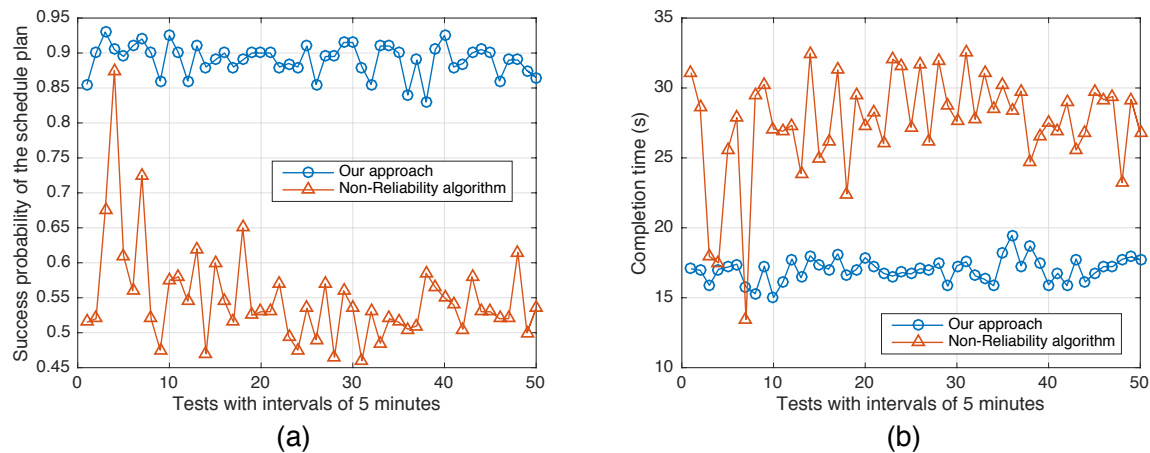 0.95
0.9
0.85
0.8
0.75
0.7
0.65
0.6
0.55
0.5
0.45
Success probability of the schedule plan
Our approach
Non-Reliability algorithm
0 10 20 30 40 50
Tests with intervals of 5 minutes
(a)
35
30
25
20
15
10
Completion time (s)
Our approach
Non-Reliability algorithm
0 10 20 30 40 50
Tests with intervals of 5 minutes
(b)